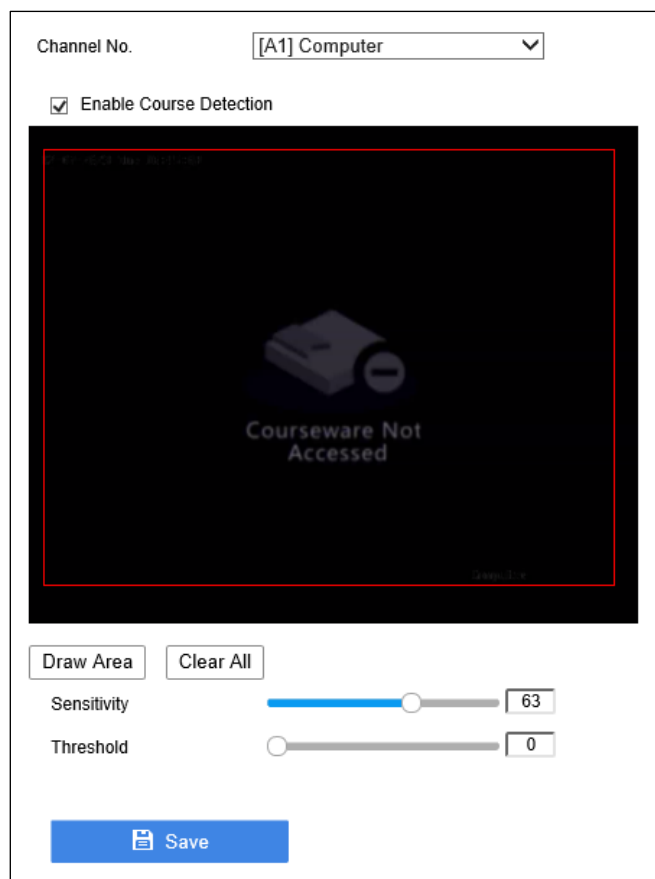 Channel No.
[A1] Computer
Enable Course Detection
Courseware Not
Accessed
Computer
Draw Area
Clear All
Sensitivity
63
Threshold
0
Save